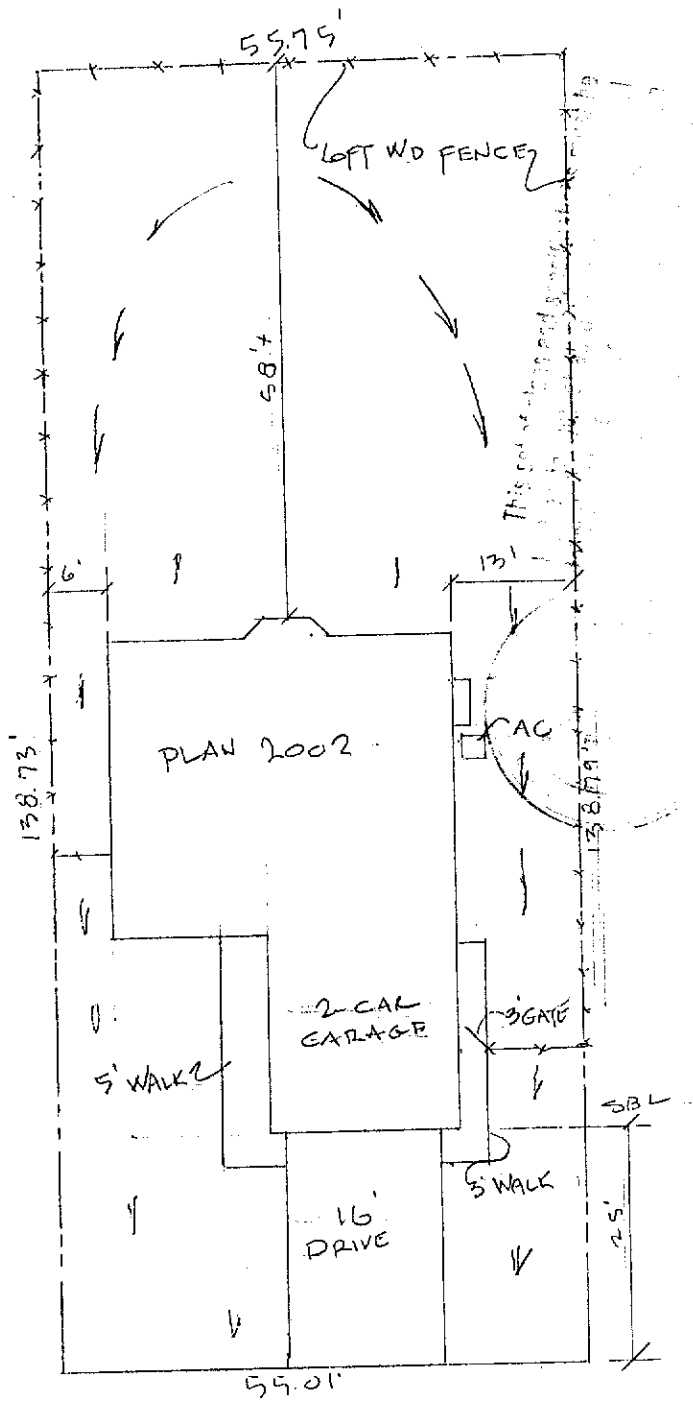 55.75'
6FT WD FENCE
58'±
6'
13'
PLAN 2002
AC
138.73'
138.79'
2-CAR
GARAGE
3' GATE
5' WALK
SBL
3' WALK
16'
DRIVE
25'
55.01'